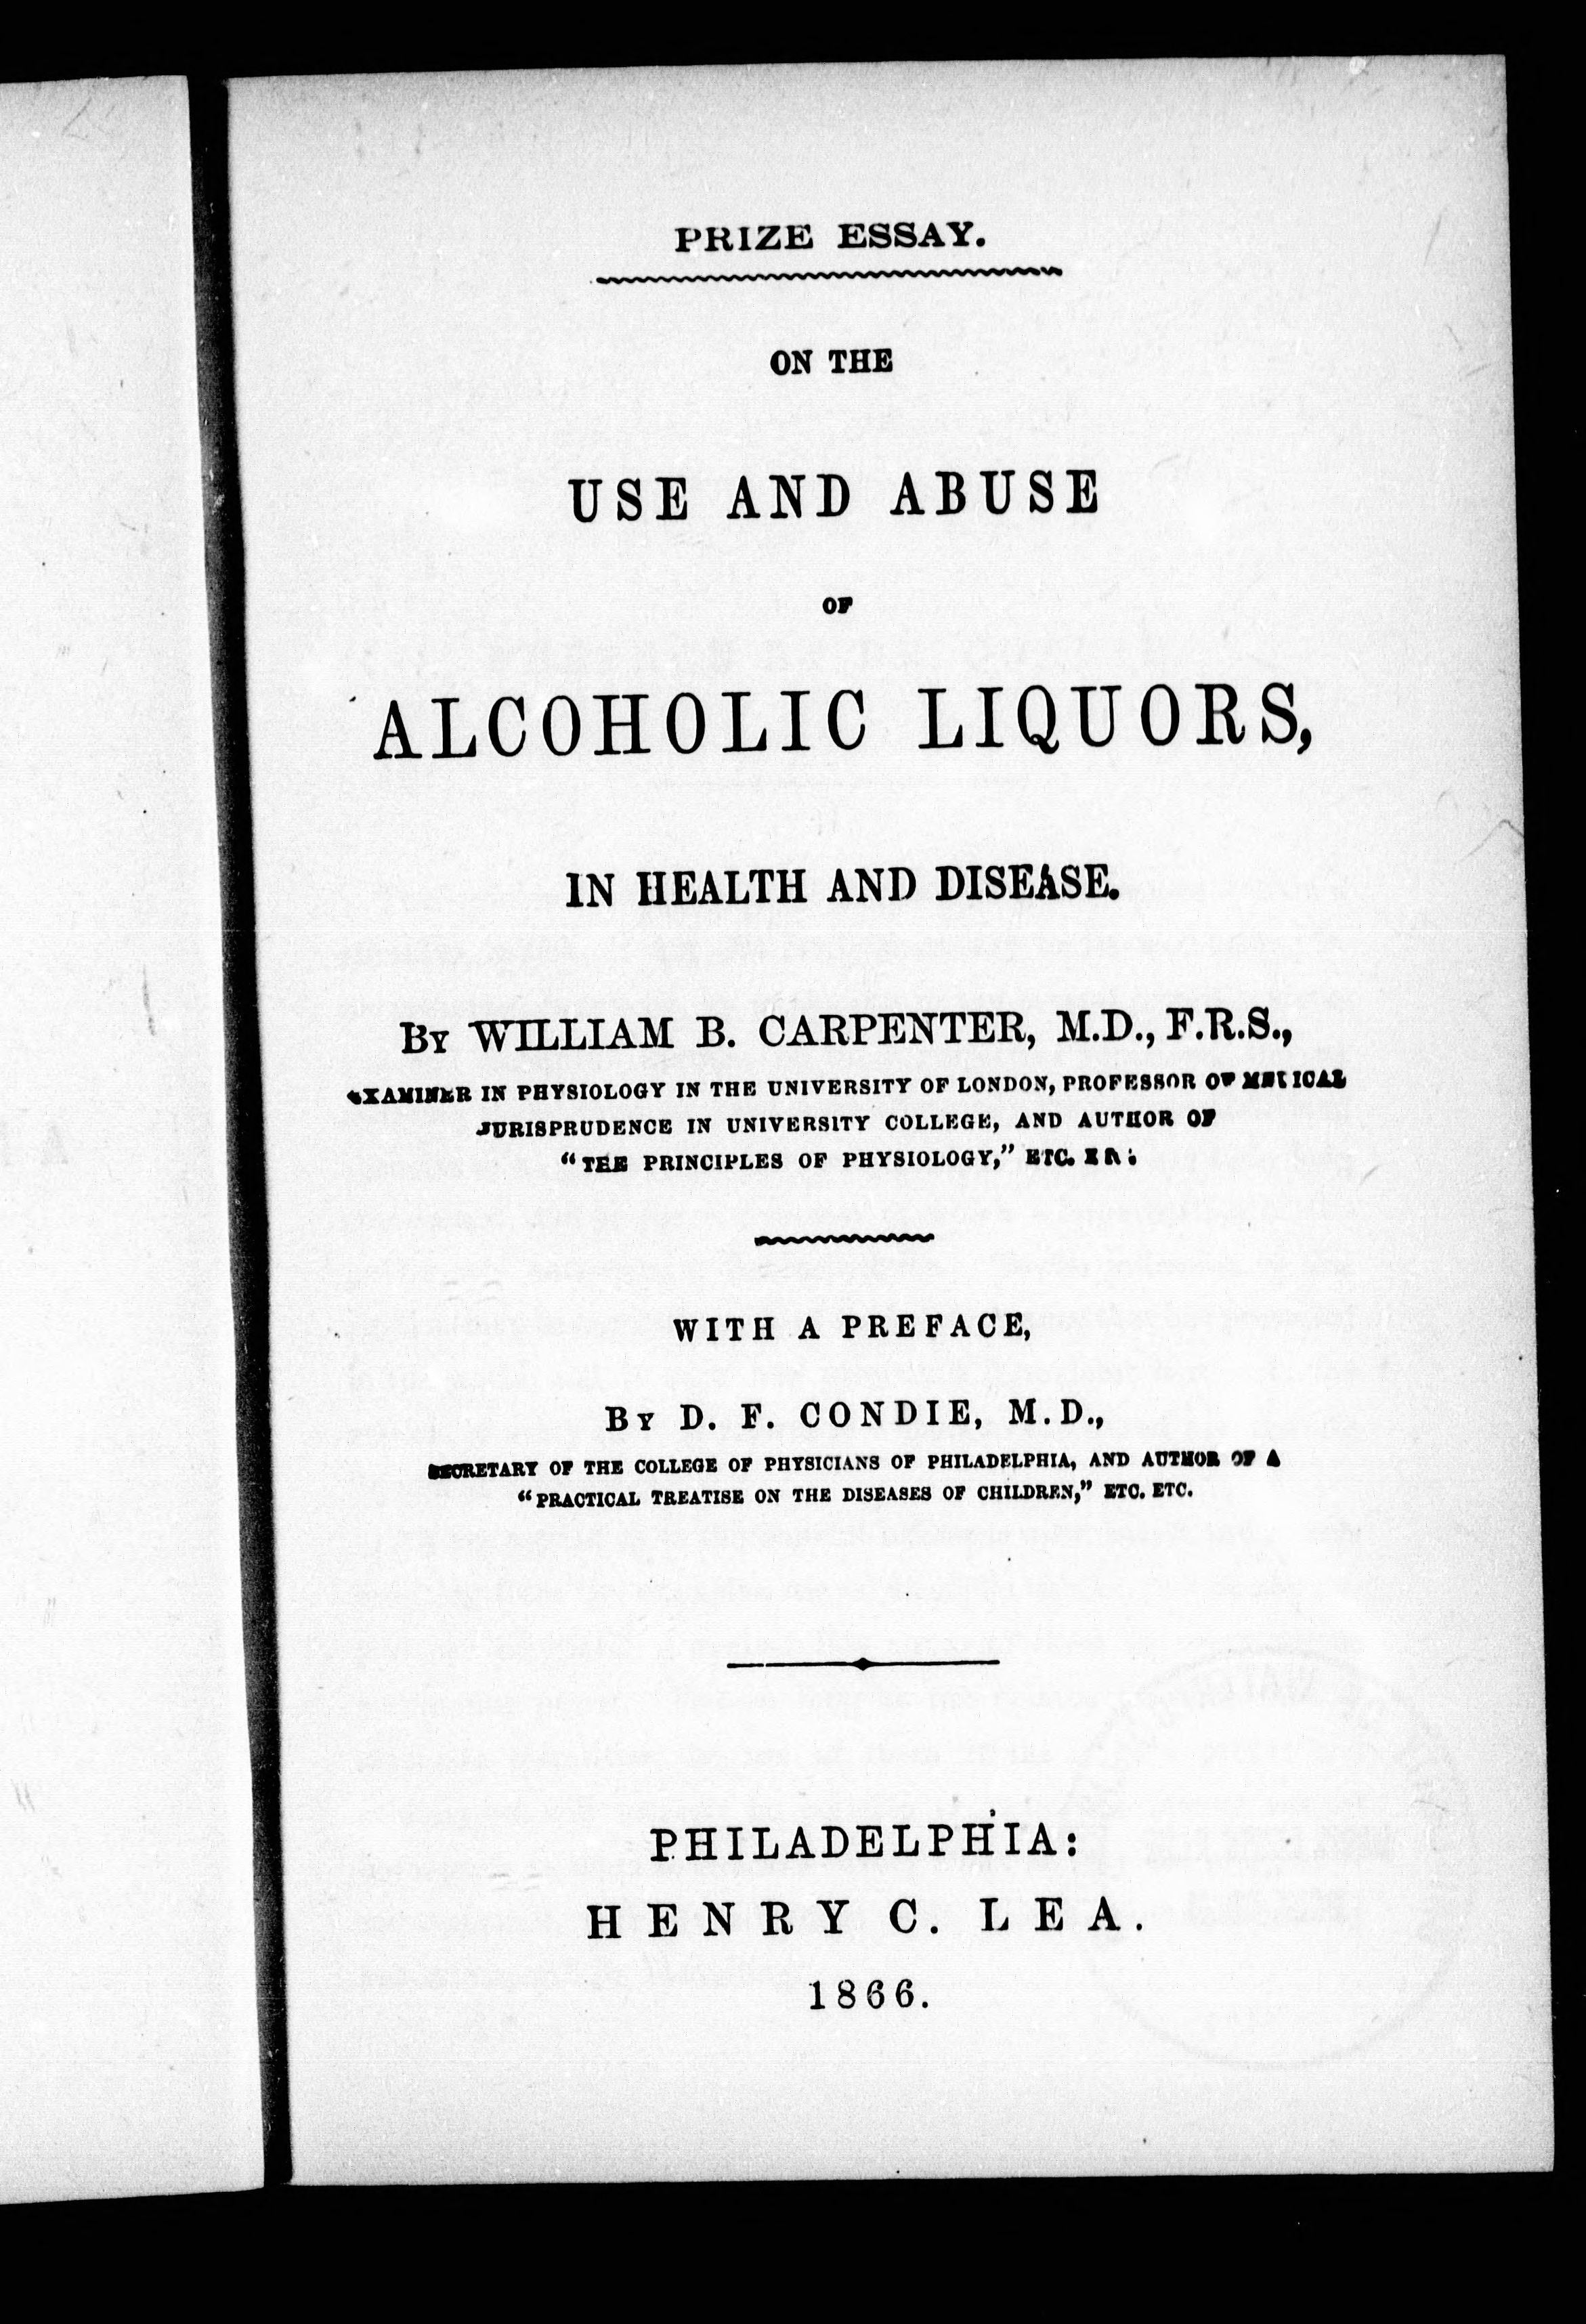 PRIZE ESSAY.
ON THE
USE AND ABUSE
OF
ALCOHOLIC LIQUORS,
IN HEALTH AND DISEASE.
BY WILLIAM B. CARPENTER, M.D., F.R.S.,
EXAMINER IN PHYSIOLOGY IN THE UNIVERSITY OF LONDON, PROFESSOR OF MEDICAL
JURISPRUDENCE IN UNIVERSITY COLLEGE, AND AUTHOR OF
“THE PRINCIPLES OF PHYSIOLOGY,” ETC.
WITH A PREFACE,
BY D. F. CONDIE, M.D.,
SECRETARY OF THE COLLEGE OF PHYSICIANS OF PHILADELPHIA, AND AUTHOR OF A
“PRACTICAL TREATISE ON THE DISEASES OF CHILDREN,” ETC. ETC.
PHILADELPHIA:
HENRY C. LEA.
1866.